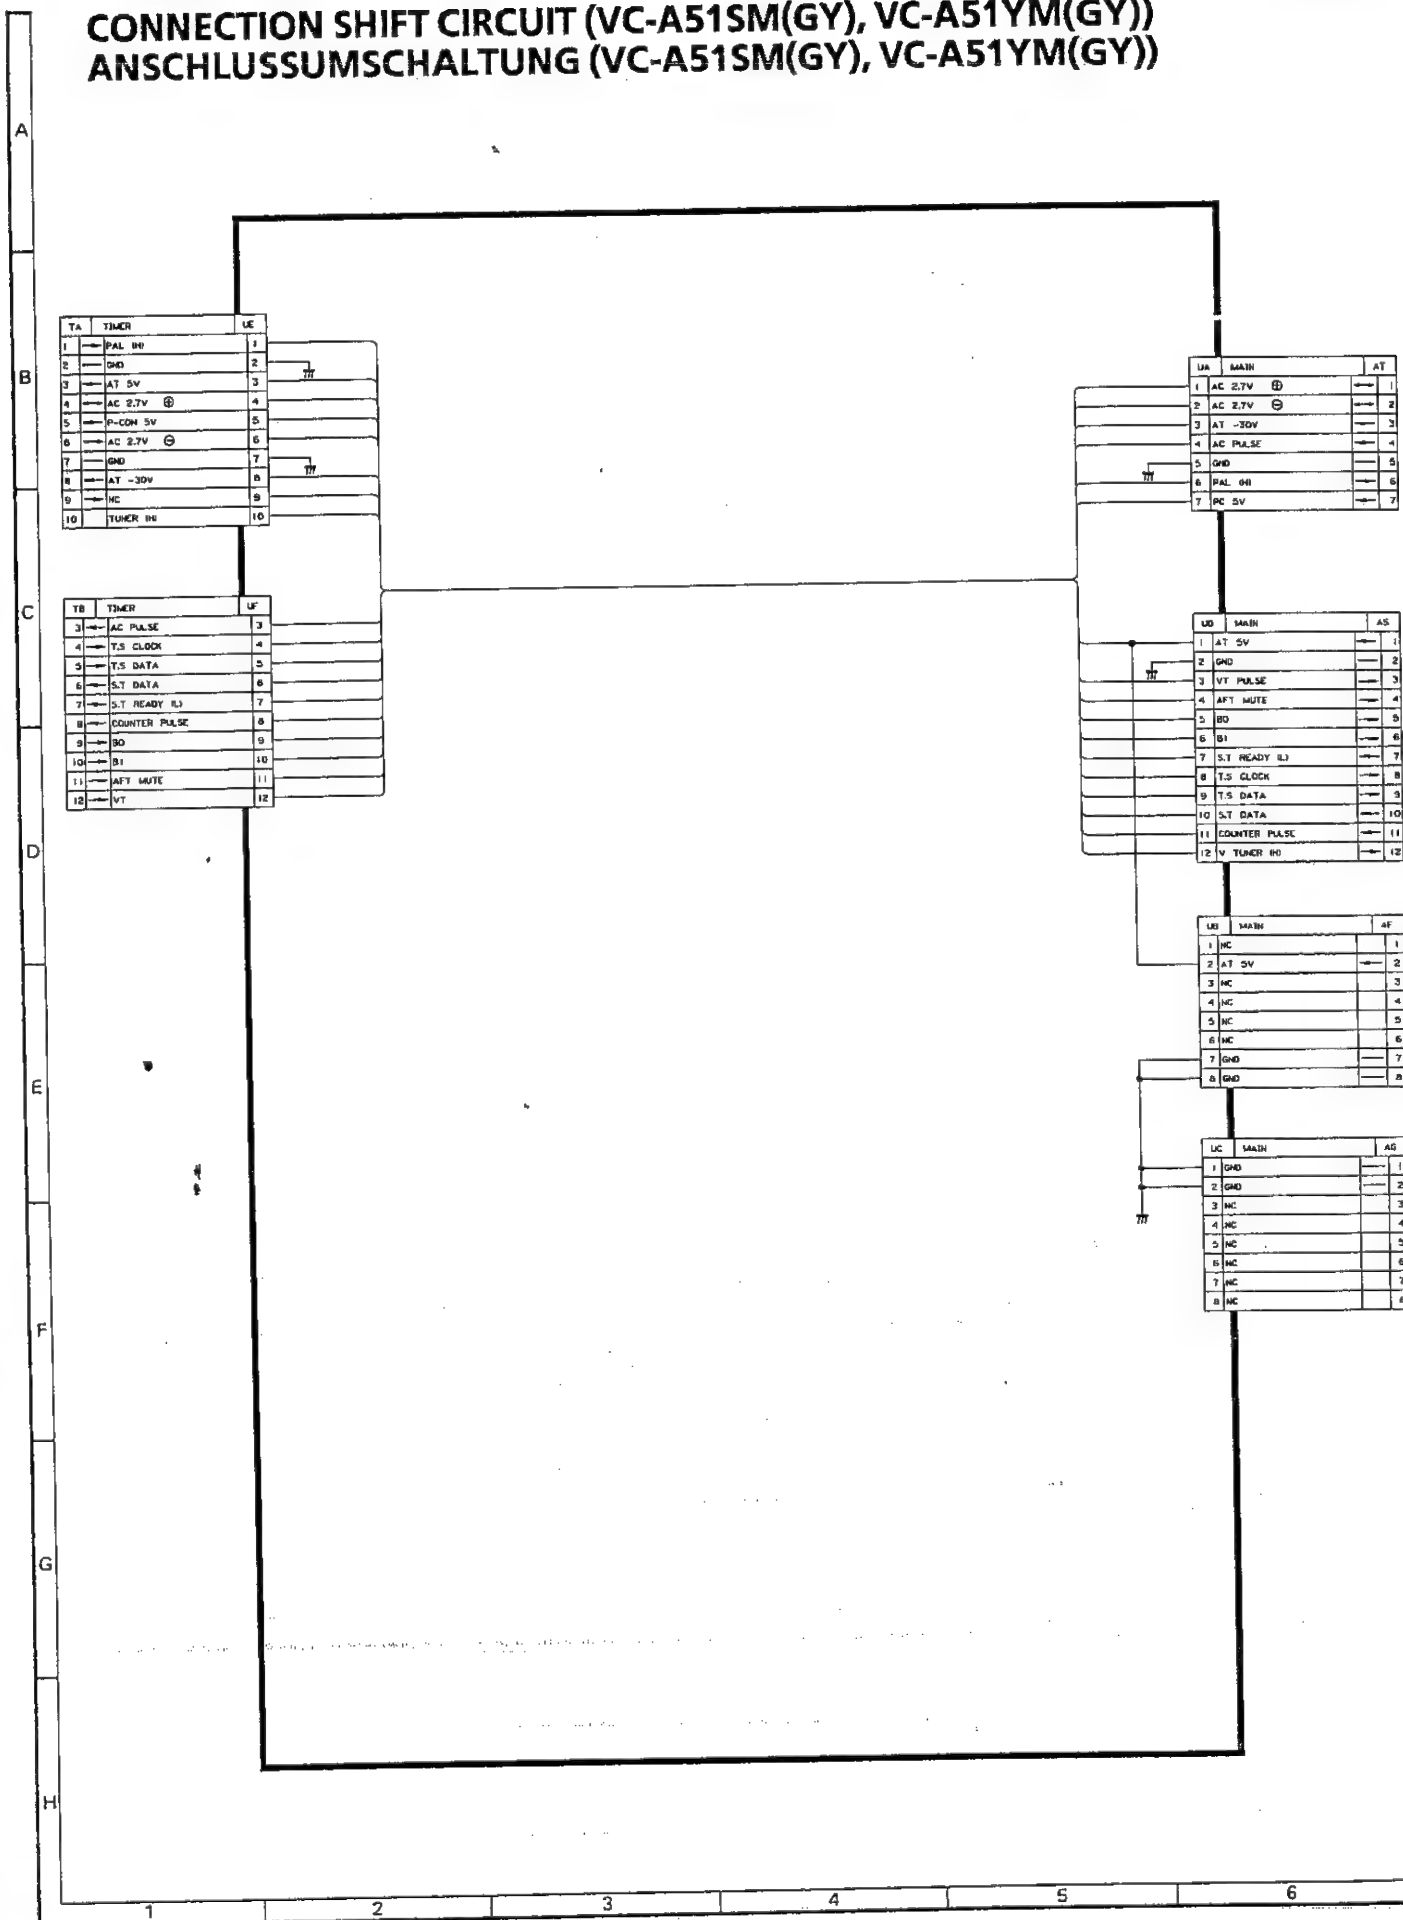 CONNECTION SHIFT CIRCUIT (VC-A51SM(GY), VC-A51YM(GY))
ANSCHLUSSUMSCHALTUNG (VC-A51SM(GY), VC-A51YM(GY))
A
B
C
D
E
F
G
H
TA TIMER UE
1 PAL (H) 1
2 GND 2
3 AT 5V 3
4 AC 2.7V ⊕ 4
5 P-CON 5V 5
6 AC 2.7V ⊖ 6
7 GND 7
8 AT -30V 8
9 NC 9
10 TUNER (H) 10
TB TIMER UF
3 AC PULSE 3
4 T.S CLOCK 4
5 T.S DATA 5
6 S.T DATA 6
7 S.T READY (L) 7
8 COUNTER PULSE 8
9 B0 9
10 B1 10
11 AFT MUTE 11
12 VT 12
UA MAIN AT
1 AC 2.7V ⊕ 1
2 AC 2.7V ⊖ 2
3 AT -30V 3
4 AC PULSE 4
5 GND 5
6 PAL (H) 6
7 PC 5V 7
UD MAIN AS
1 AT 5V 1
2 GND 2
3 VT PULSE 3
4 AFT MUTE 4
5 B0 5
6 B1 6
7 S.T READY (L) 7
8 T.S CLOCK 8
9 T.S DATA 9
10 S.T DATA 10
11 COUNTER PULSE 11
12 V TUNER (H) 12
UB MAIN AF
1 NC 1
2 AT 5V 2
3 NC 3
4 NC 4
5 NC 5
6 NC 6
7 GND 7
8 GND 8
UC MAIN AG
1 GND 1
2 GND 2
3 NC 3
4 NC 4
5 NC 5
6 NC 6
7 NC 7
8 NC 8
1 2 3 4 5 6